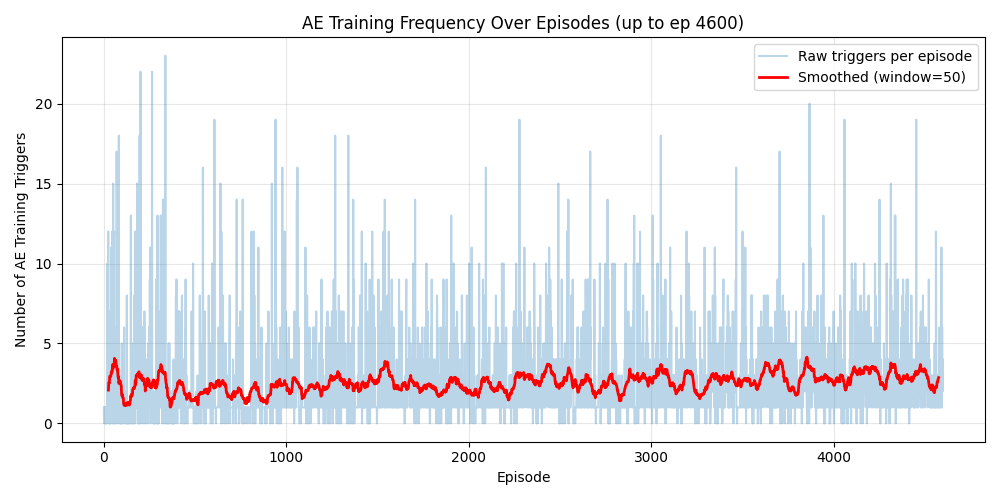 AE Training Frequency Over Episodes (up to ep 4600)
Raw triggers per episode
Smoothed (window=50)
Number of AE Training Triggers
20
15
10
5
0
0 1000 2000 3000 4000
Episode